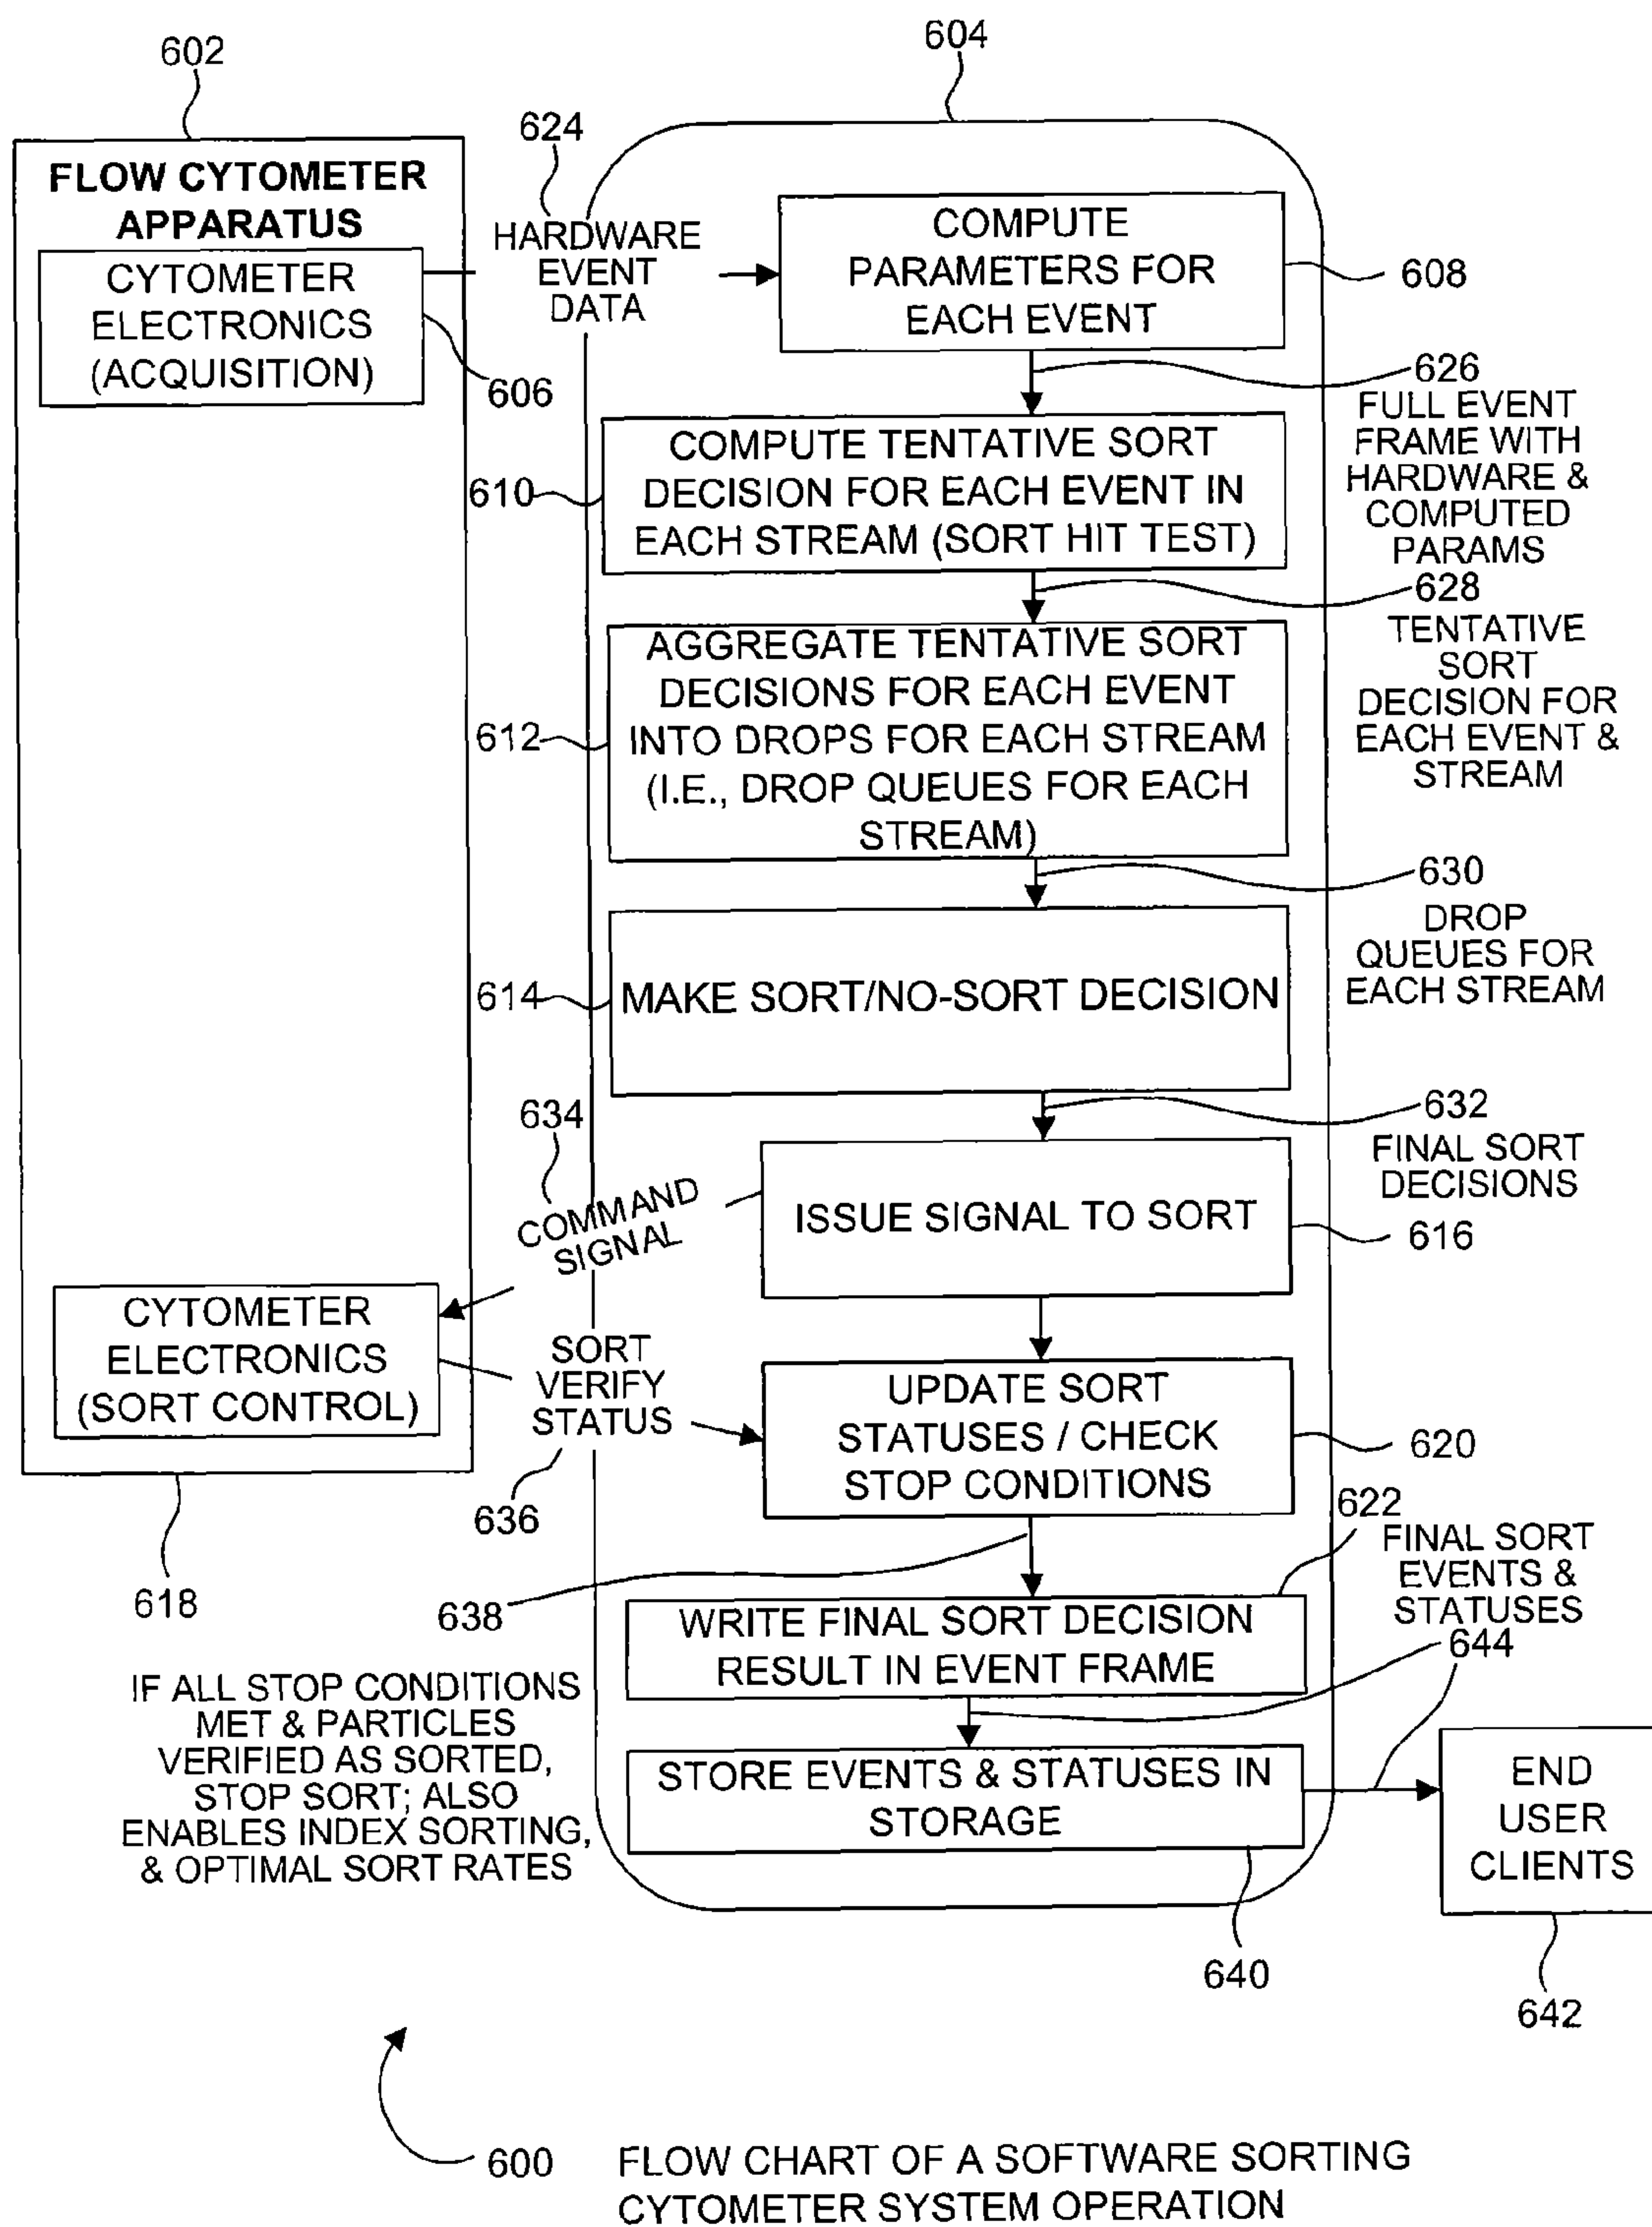 602
604
624
FLOW CYTOMETER
APPARATUS
CYTOMETER
ELECTRONICS
(ACQUISITION)
606
HARDWARE
EVENT
DATA
COMPUTE
PARAMETERS FOR
EACH EVENT
608
626
FULL EVENT
FRAME WITH
HARDWARE &
COMPUTED
PARAMS
610
COMPUTE TENTATIVE SORT
DECISION FOR EACH EVENT IN
EACH STREAM (SORT HIT TEST)
628
TENTATIVE
SORT
DECISION FOR
EACH EVENT &
STREAM
612
AGGREGATE TENTATIVE SORT
DECISIONS FOR EACH EVENT
INTO DROPS FOR EACH STREAM
(I.E., DROP QUEUES FOR EACH
STREAM)
630
DROP
QUEUES FOR
EACH STREAM
614
MAKE SORT/NO-SORT DECISION
632
FINAL SORT
DECISIONS
634
COMMAND
SIGNAL
ISSUE SIGNAL TO SORT
616
CYTOMETER
ELECTRONICS
(SORT CONTROL)
SORT
VERIFY
STATUS
636
618
UPDATE SORT
STATUSES / CHECK
STOP CONDITIONS
620
622
FINAL SORT
EVENTS &
STATUSES
644
638
WRITE FINAL SORT DECISION
RESULT IN EVENT FRAME
IF ALL STOP CONDITIONS
MET & PARTICLES
VERIFIED AS SORTED,
STOP SORT; ALSO
ENABLES INDEX SORTING,
& OPTIMAL SORT RATES
STORE EVENTS & STATUSES IN
STORAGE
END
USER
CLIENTS
640
642
600
FLOW CHART OF A SOFTWARE SORTING
CYTOMETER SYSTEM OPERATION